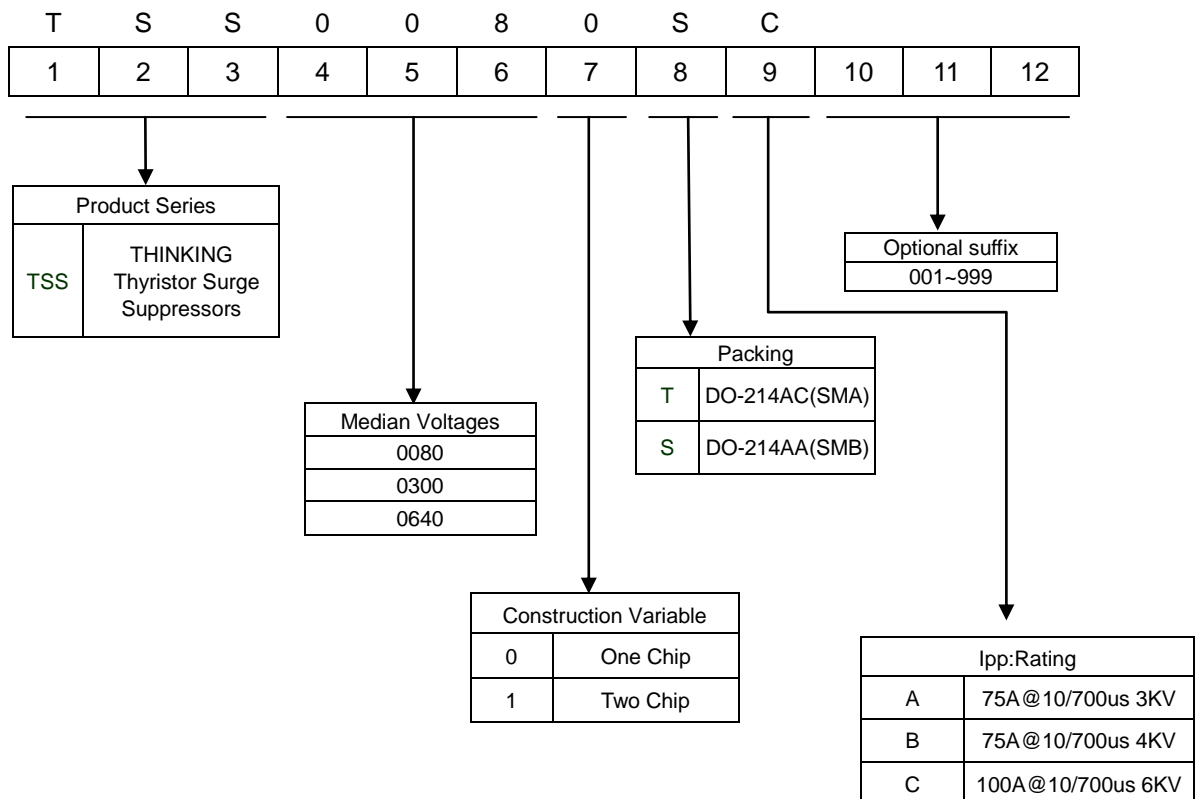 T S S 0 0 8 0 S C
1 2 3 4 5 6 7 8 9 10 11 12
Product Series
TSS
THINKING
Thyristor Surge
Suppressors
Optional suffix
001~999
Packing
T DO-214AC(SMA)
S DO-214AA(SMB)
Median Voltages
0080
0300
0640
Construction Variable
0 One Chip
1 Two Chip
Ipp:Rating
A 75A@10/700us 3KV
B 75A@10/700us 4KV
C 100A@10/700us 6KV